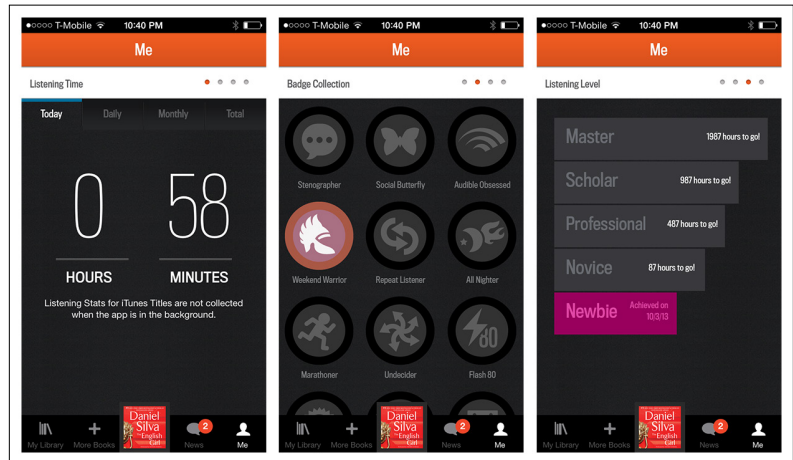 ●○○○○ T-Mobile 10:40 PM
Me
Listening Time
Today Daily Monthly Total
0 58
HOURS MINUTES
Listening Stats for iTunes Titles are not collected
when the app is in the background.
Daniel
Silva
The English
Girl
2
My Library More Books News Me
●○○○○ T-Mobile 10:40 PM
Me
Badge Collection
Stenographer Social Butterfly Audible Obsessed
Weekend Warrior Repeat Listener All Nighter
80
Marathoner Undecider Flash 80
Daniel
Silva
The English
Girl
2
My Library More Books News Me
●○○○○ T-Mobile 10:40 PM
Me
Listening Level
Master 1987 hours to go!
Scholar 987 hours to go!
Professional 487 hours to go!
Novice 87 hours to go!
Newbie Achieved on
10/3/13
Daniel
Silva
The English
Girl
2
My Library More Books News Me